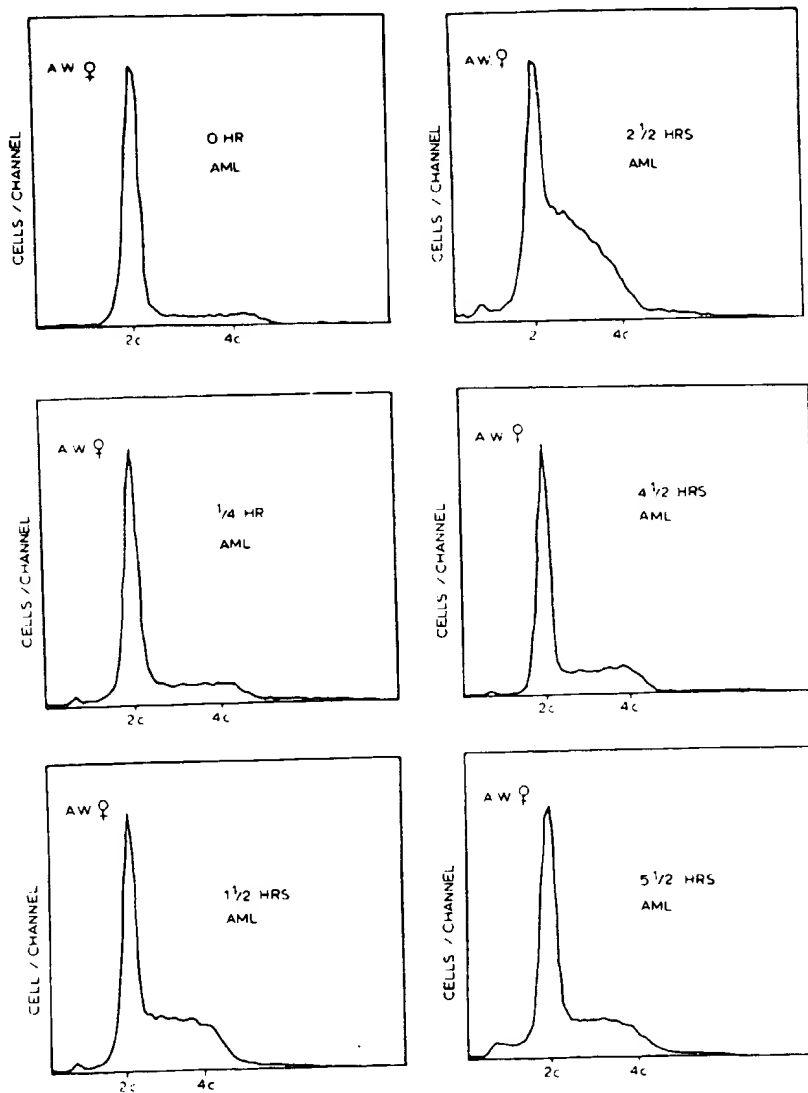 AW ♀
0 HR
AML
CELLS / CHANNEL
2c 4c
AW ♀
2 1/2 HRS
AML
CELLS / CHANNEL
2 4c
AW ♀
1/4 HR
AML
CELLS / CHANNEL
2c 4c
AW ♀
4 1/2 HRS
AML
CELLS / CHANNEL
2c 4c
AW ♀
1 1/2 HRS
AML
CELL / CHANNEL
2c 4c
AW ♀
5 1/2 HRS
AML
CELLS / CHANNEL
2c 4c